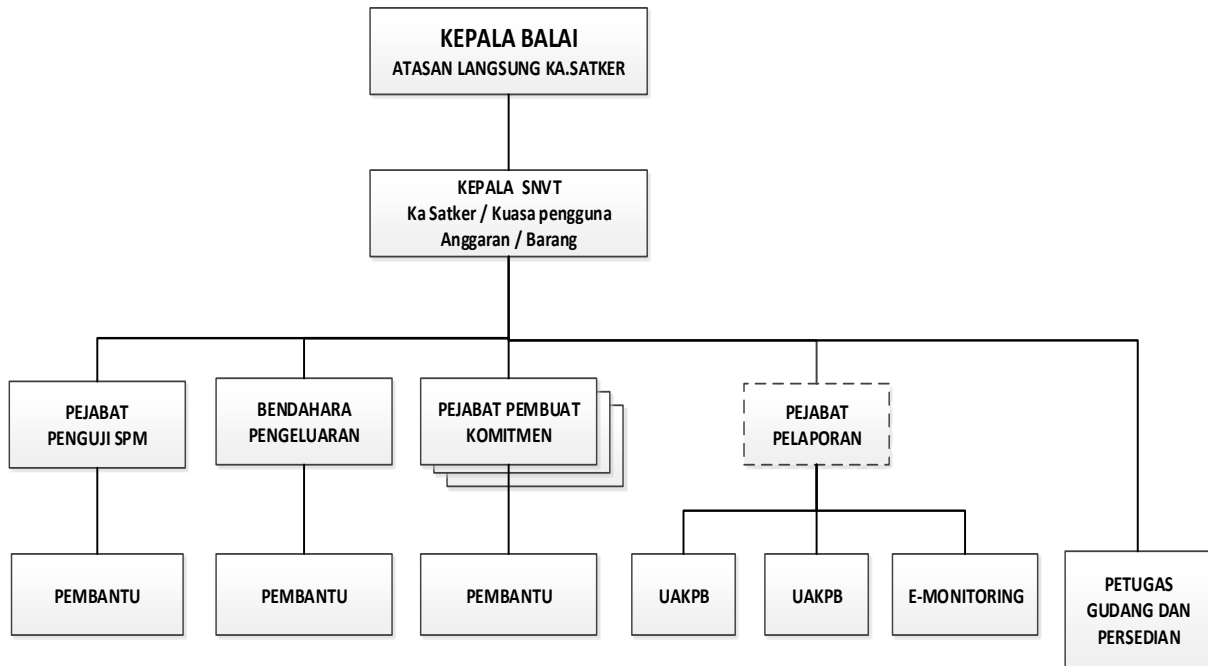 KEPALA BALAI
ATASAN LANGSUNG KA.SATKER
KEPALA SNVT
Ka Satker / Kuasa pengguna
Anggaran / Barang
PEJABAT
PENGUJI SPM
BENDAHARA
PENGELUARAN
PEJABAT PEMBUAT
KOMITMEN
PEJABAT
PELAPORAN
PEMBANTU
PEMBANTU
PEMBANTU
UAKPB
UAKPB
E-MONITORING
PETUGAS
GUDANG DAN
PERSEDIAN